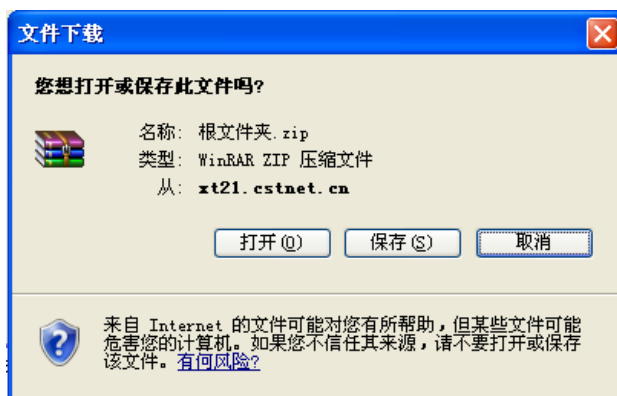 文件下载
您想打开或保存此文件吗?
名称: 根文件夹.zip
类型: WinRAR ZIP 压缩文件
从: xt21.cstnet.cn
打开(O) 保存(S) 取消
来自 Internet 的文件可能对您有所帮助，但某些文件可能
危害您的计算机。如果您不信任其来源，请不要打开或保存
该文件。有何风险?